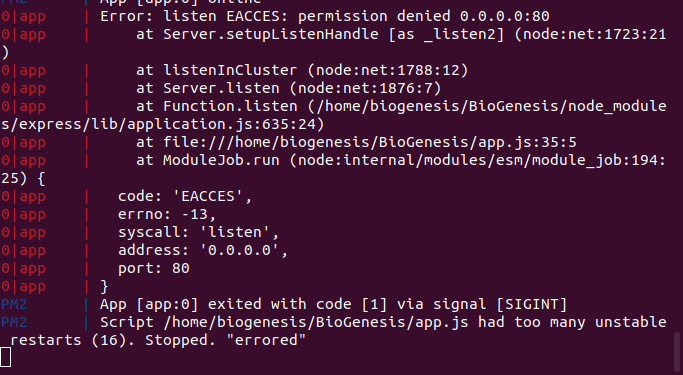 PM2     | App [app:0] online
0|app   | Error: listen EACCES: permission denied 0.0.0.0:80
0|app   |     at Server.setupListenHandle [as _listen2] (node:net:1723:21
)
0|app   |     at listenInCluster (node:net:1788:12)
0|app   |     at Server.listen (node:net:1876:7)
0|app   |     at Function.listen (/home/biogenesis/BioGenesis/node_module
s/express/lib/application.js:635:24)
0|app   |     at file:///home/biogenesis/BioGenesis/app.js:35:5
0|app   |     at ModuleJob.run (node:internal/modules/esm/module_job:194:
25) {
0|app   |   code: 'EACCES',
0|app   |   errno: -13,
0|app   |   syscall: 'listen',
0|app   |   address: '0.0.0.0',
0|app   |   port: 80
0|app   | }
PM2     | App [app:0] exited with code [1] via signal [SIGINT]
PM2     | Script /home/biogenesis/BioGenesis/app.js had too many unstable
 restarts (16). Stopped. "errored"